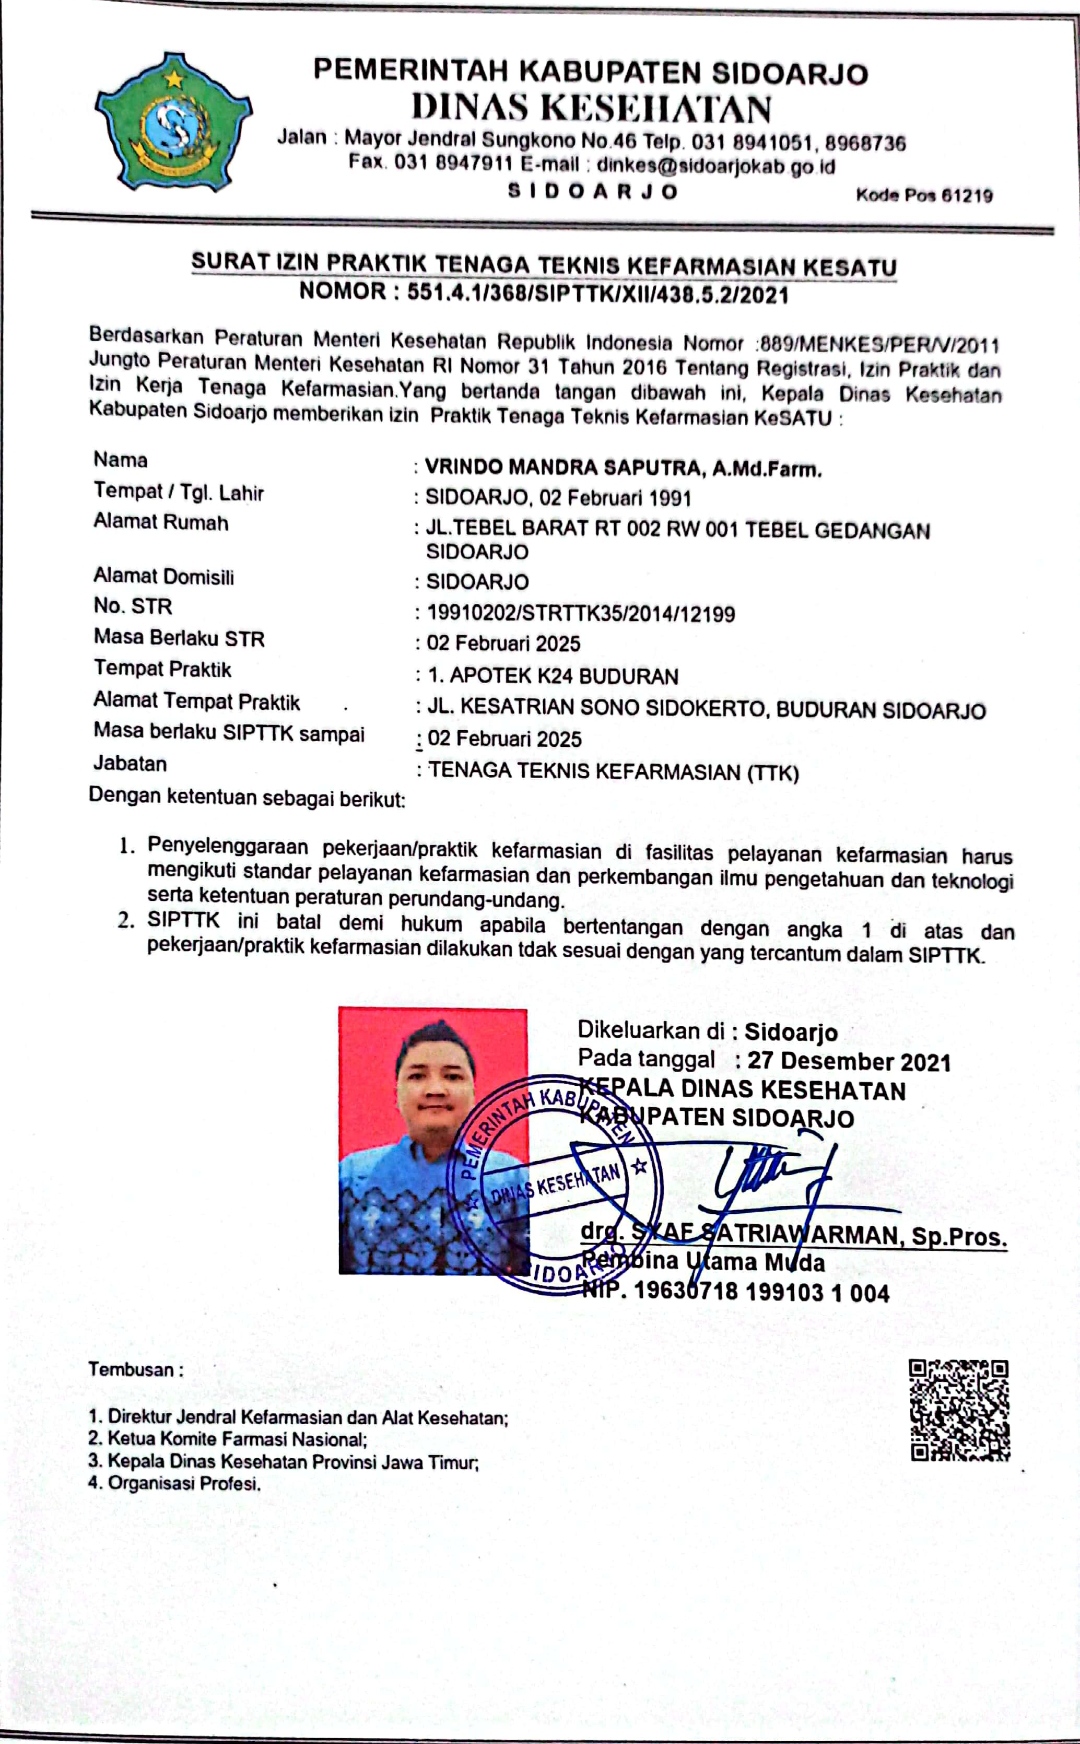 PEMERINTAH KABUPATEN SIDOARJO
DINAS KESEHATAN
Jalan : Mayor Jendral Sungkono No.46 Telp. 031 8941051, 8968736
Fax. 031 8947911 E-mail : dinkes@sidoarjokab.go.id
S I D O A R J O
Kode Pos 61219
SURAT IZIN PRAKTIK TENAGA TEKNIS KEFARMASIAN KESATU
NOMOR : 551.4.1/368/SIPTTK/XII/438.5.2/2021
Berdasarkan Peraturan Menteri Kesehatan Republik Indonesia Nomor :889/MENKES/PER/V/2011
Jungto Peraturan Menteri Kesehatan RI Nomor 31 Tahun 2016 Tentang Registrasi, Izin Praktik dan
Izin Kerja Tenaga Kefarmasian.Yang bertanda tangan dibawah ini, Kepala Dinas Kesehatan
Kabupaten Sidoarjo memberikan izin Praktik Tenaga Teknis Kefarmasian KeSATU :
Nama : VRINDO MANDRA SAPUTRA, A.Md.Farm.
Tempat / Tgl. Lahir : SIDOARJO, 02 Februari 1991
Alamat Rumah : JL.TEBEL BARAT RT 002 RW 001 TEBEL GEDANGAN
SIDOARJO
Alamat Domisili : SIDOARJO
No. STR : 19910202/STRTTK35/2014/12199
Masa Berlaku STR : 02 Februari 2025
Tempat Praktik : 1. APOTEK K24 BUDURAN
Alamat Tempat Praktik : JL. KESATRIAN SONO SIDOKERTO, BUDURAN SIDOARJO
Masa berlaku SIPTTK sampai : 02 Februari 2025
Jabatan : TENAGA TEKNIS KEFARMASIAN (TTK)
Dengan ketentuan sebagai berikut:
1. Penyelenggaraan pekerjaan/praktik kefarmasian di fasilitas pelayanan kefarmasian harus
mengikuti standar pelayanan kefarmasian dan perkembangan ilmu pengetahuan dan teknologi
serta ketentuan peraturan perundang-undang.
2. SIPTTK ini batal demi hukum apabila bertentangan dengan angka 1 di atas dan
pekerjaan/praktik kefarmasian dilakukan tdak sesuai dengan yang tercantum dalam SIPTTK.
Dikeluarkan di : Sidoarjo
Pada tanggal : 27 Desember 2021
KEPALA DINAS KESEHATAN
KABUPATEN SIDOARJO
PEMERINTAH KABUPATEN
DINAS KESEHATAN
SIDOARJO
drg. SYAF SATRIAWARMAN, Sp.Pros.
Pembina Utama Muda
NIP. 19630718 199103 1 004
Tembusan :
1. Direktur Jendral Kefarmasian dan Alat Kesehatan;
2. Ketua Komite Farmasi Nasional;
3. Kepala Dinas Kesehatan Provinsi Jawa Timur;
4. Organisasi Profesi.